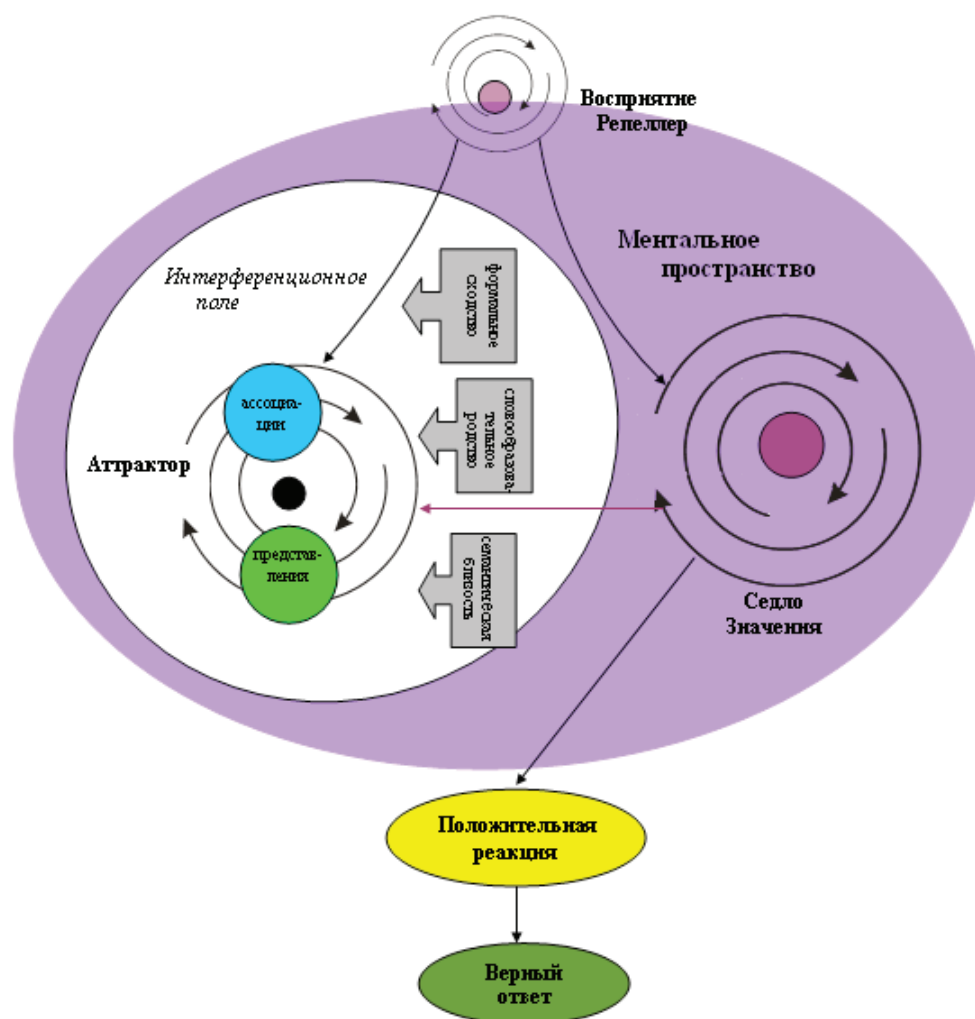 Восприятие
Репеллер
Ментальное
пространство
Интерференционное
поле
формальное
сходство
ассоциа-
ции
словообразова-
тельное
родство
Аттрактор
представ-
ления
семантическая
близость
Седло
Значения
Положительная
реакция
Верный
ответ